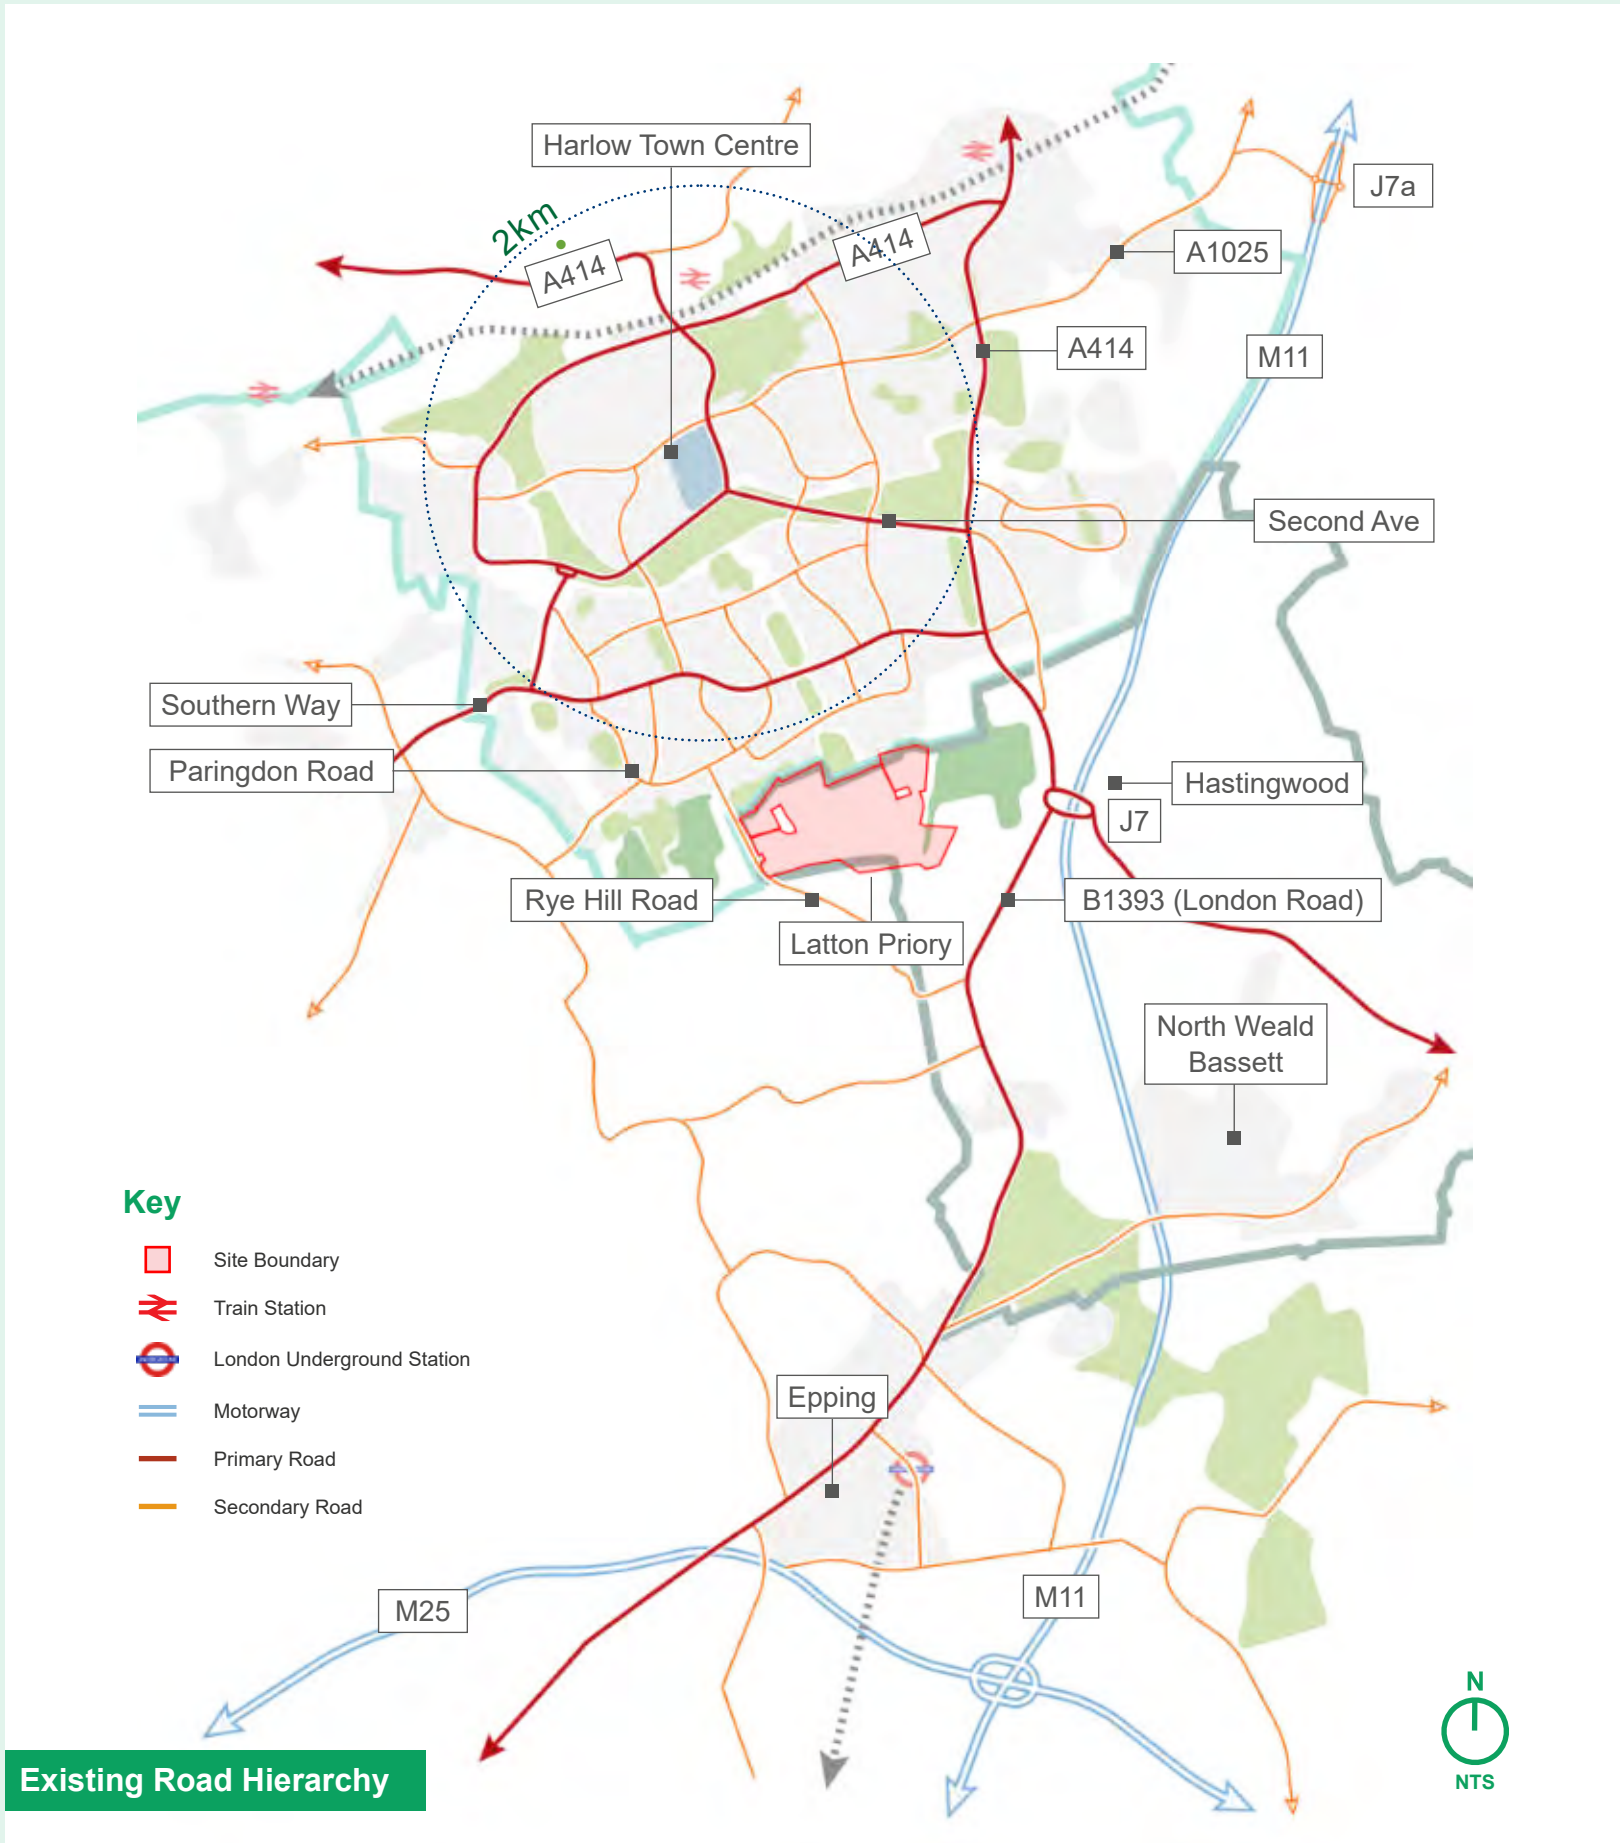 Harlow Town Centre
J7a
2km
A414
A414
A1025
A414
M11
Second Ave
Southern Way
Paringdon Road
Hastingwood
J7
Rye Hill Road
B1393 (London Road)
Latton Priory
North Weald
Bassett
Key
Site Boundary
Train Station
London Underground Station
Motorway
Primary Road
Secondary Road
Epping
M25
M11
N
NTS
Existing Road Hierarchy